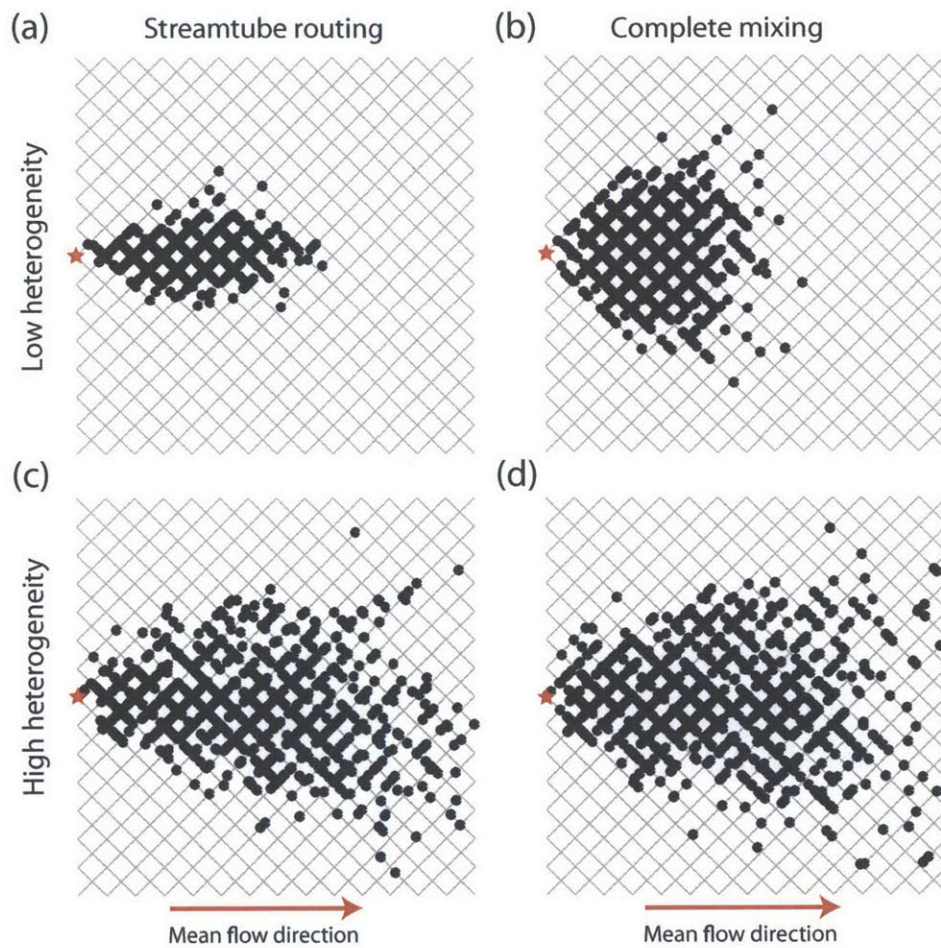 (a) Streamtube routing
(b) Complete mixing
Low heterogeneity
(c)
(d)
High heterogeneity
Mean flow direction
Mean flow direction